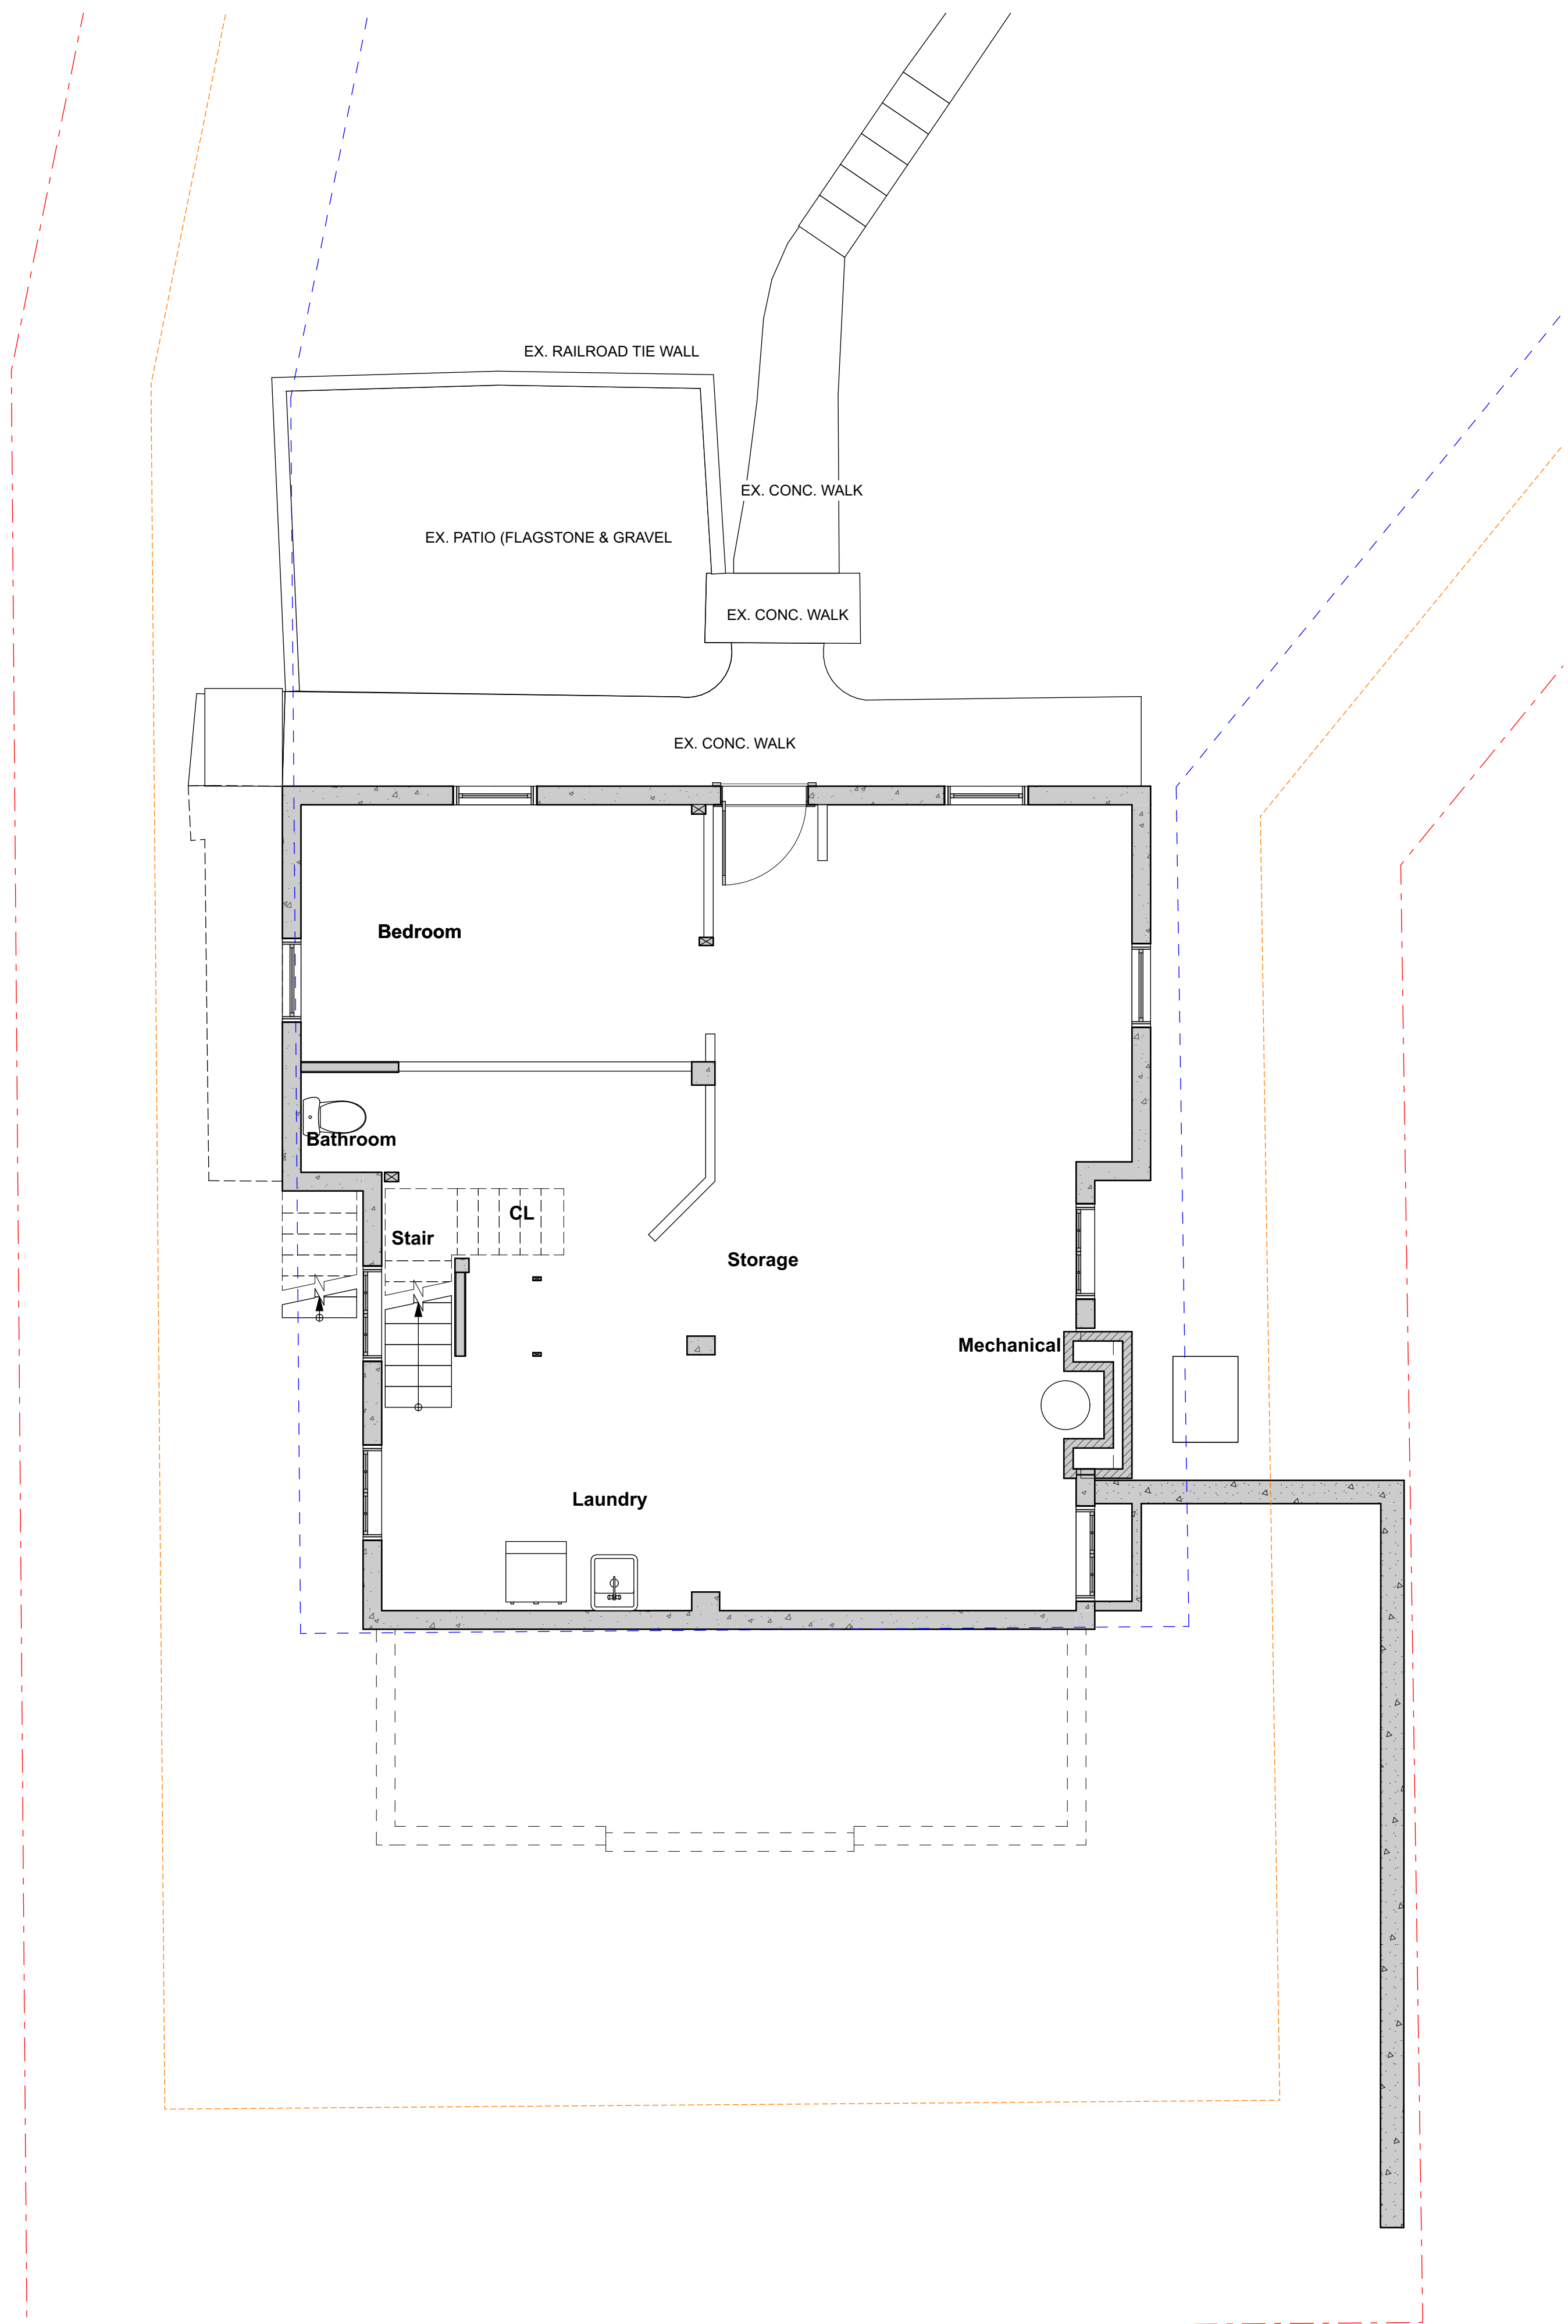 EX. RAILROAD TIE WALL
EX. CONC. WALK
EX. PATIO (FLAGSTONE & GRAVEL
EX. CONC. WALK
EX. CONC. WALK
Bedroom
Bathroom
CL
Stair
Storage
Mechanical
Laundry